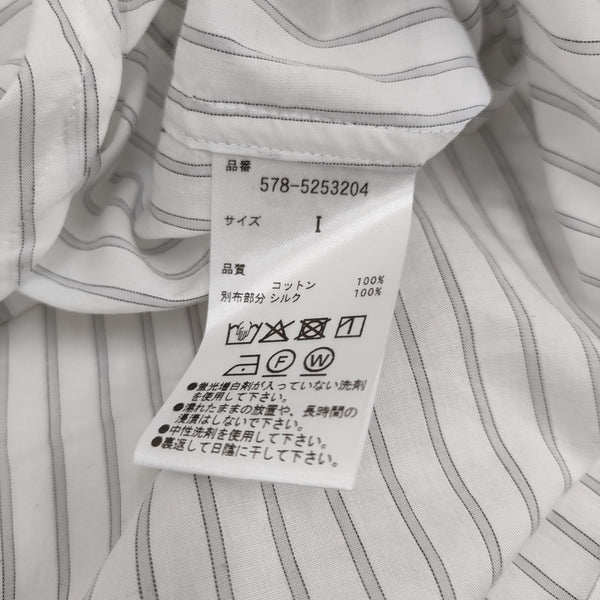 品番
578-5253204
サイズ I
品質
コットン 100%
別布部分 シルク 100%
1
F W
●蛍光増白剤が入っていない洗剤
を使用して下さい。
●濡れたままの放置や、長時間の
浸漬はしないで下さい。
●中性洗剤を使用して下さい。
●裏返して日陰に干して下さい。